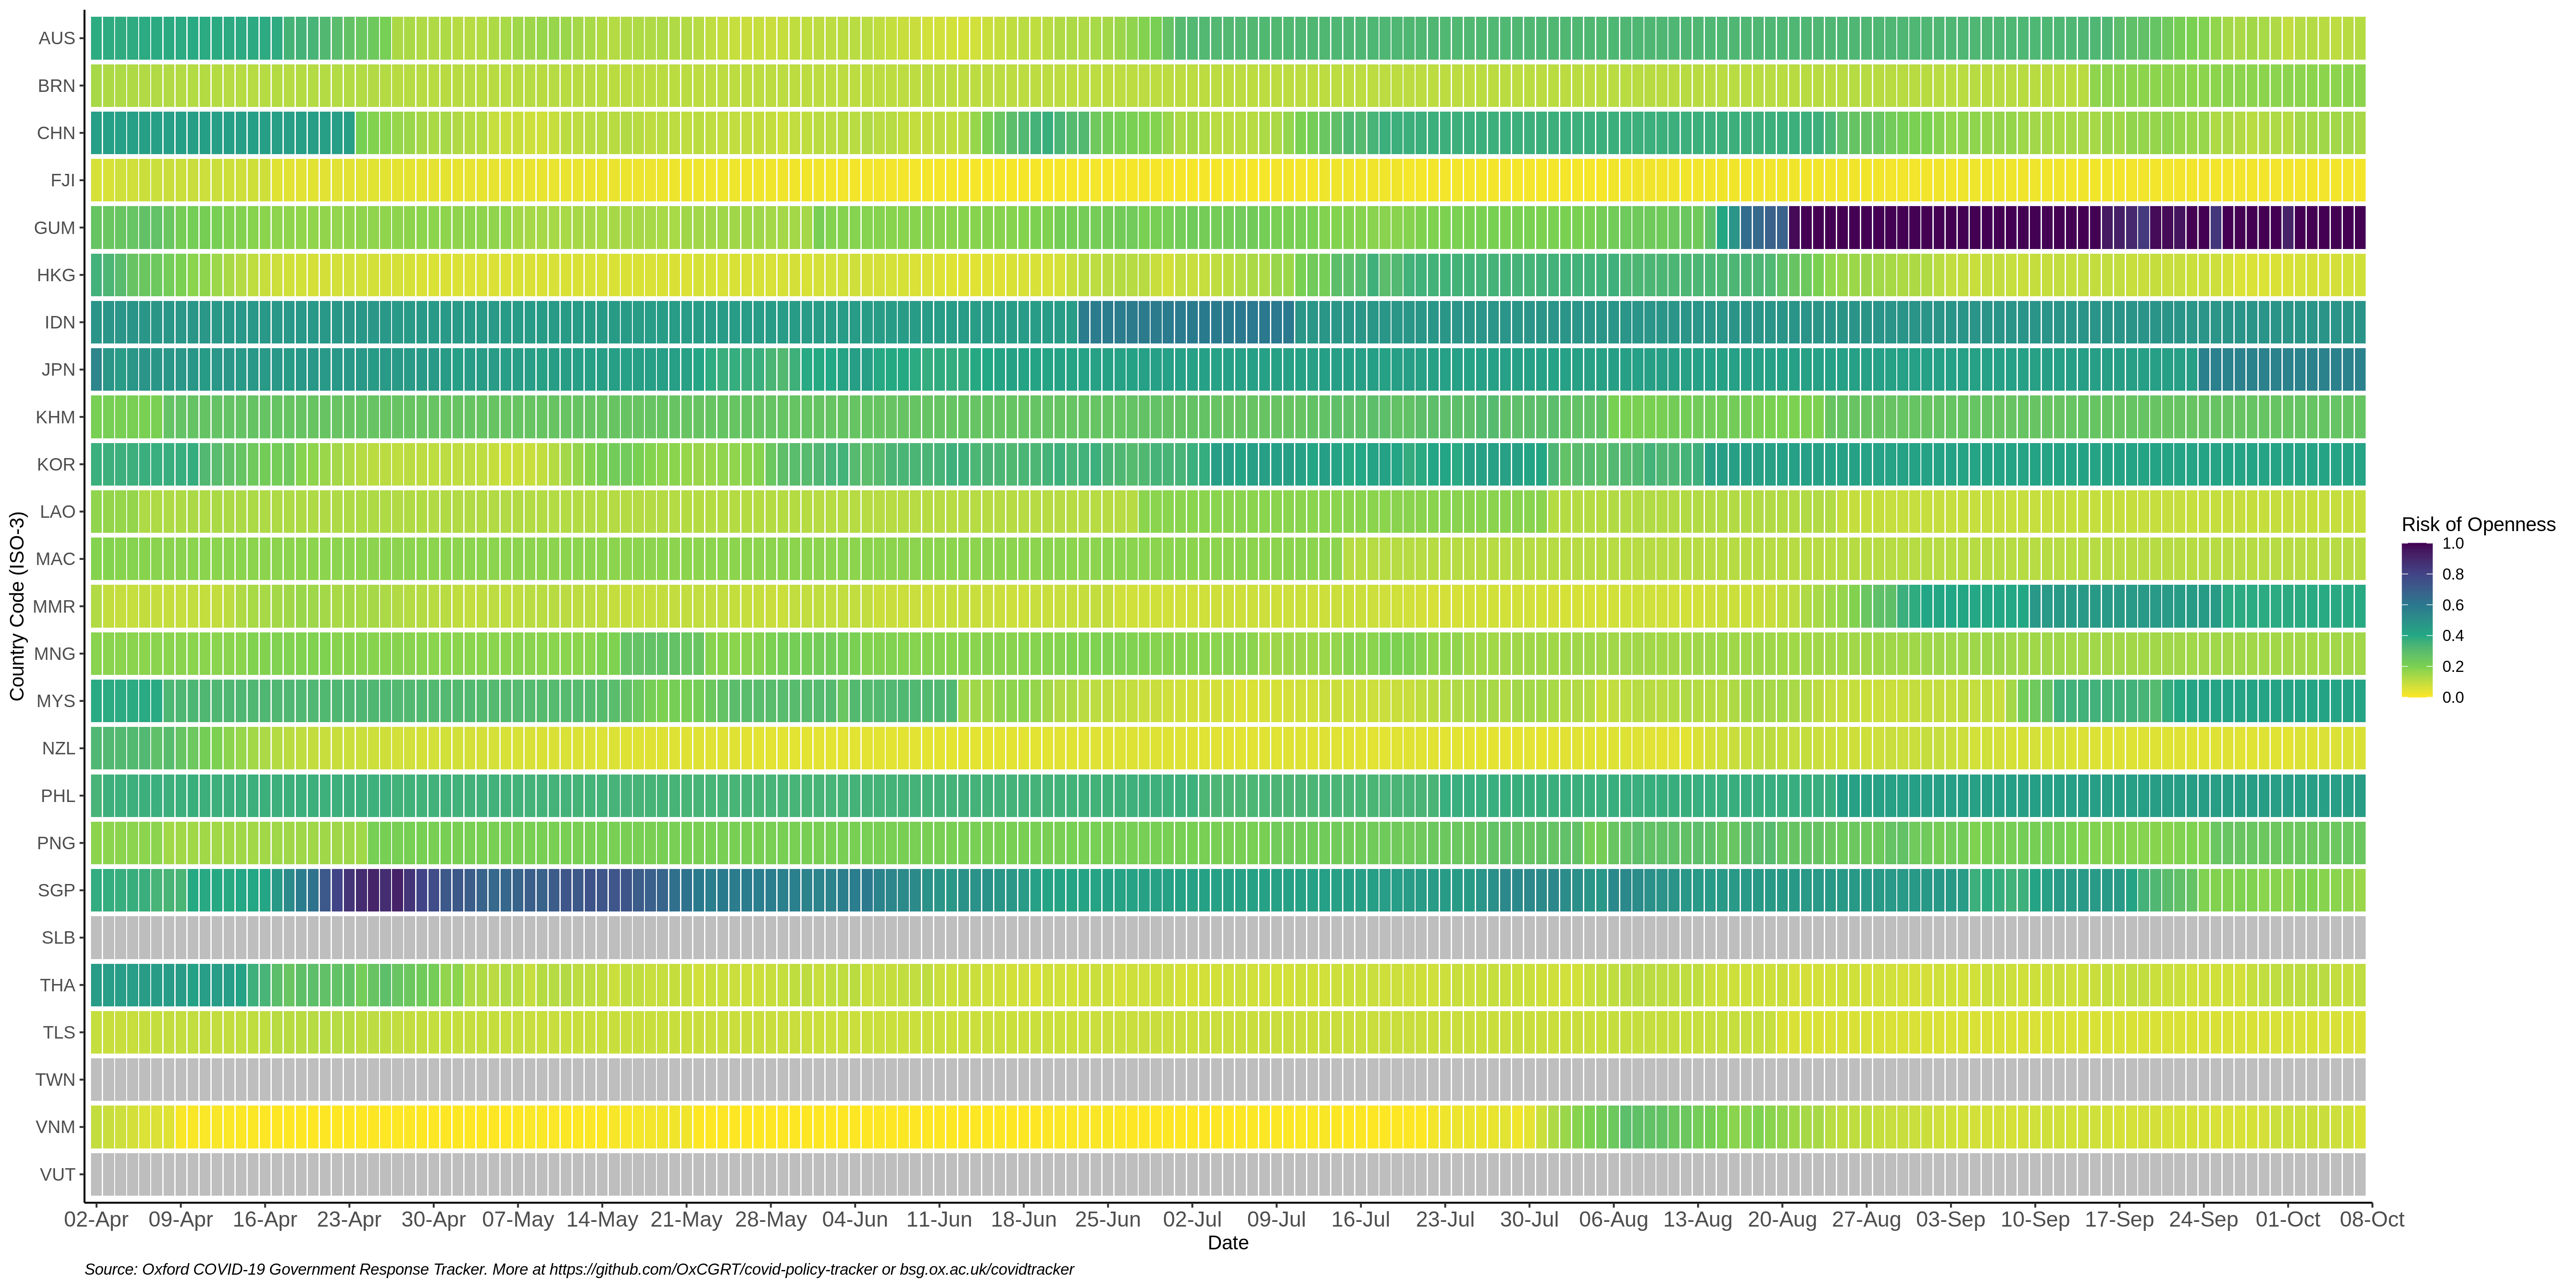 AUS
BRN
CHN
FJI
GUM
HKG
IDN
JPN
KHM
KOR
LAO
MAC
MMR
MNG
MYS
NZL
PHL
PNG
SGP
SLB
THA
TLS
TWN
VNM
VUT
Country Code (ISO-3)
02-Apr 09-Apr 16-Apr 23-Apr 30-Apr 07-May 14-May 21-May 28-May 04-Jun 11-Jun 18-Jun 25-Jun 02-Jul 09-Jul 16-Jul 23-Jul 30-Jul 06-Aug 13-Aug 20-Aug 27-Aug 03-Sep 10-Sep 17-Sep 24-Sep 01-Oct 08-Oct
Date
Source: Oxford COVID-19 Government Response Tracker. More at https://github.com/OxCGRT/covid-policy-tracker or bsg.ox.ac.uk/covidtracker
Risk of Openness
1.0
0.8
0.6
0.4
0.2
0.0